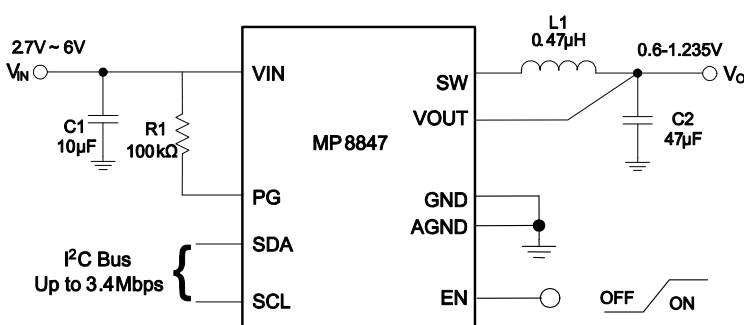 L1
0.47µH
2.7V~6V
0.6-1.235V
VIN
VIN
SW
VO
C1
10µF
R1
100kΩ
VOUT
C2
47µF
MP8847
PG
GND
AGND
SDA
I²C Bus
Up to 3.4Mbps
SCL
EN
OFF
ON